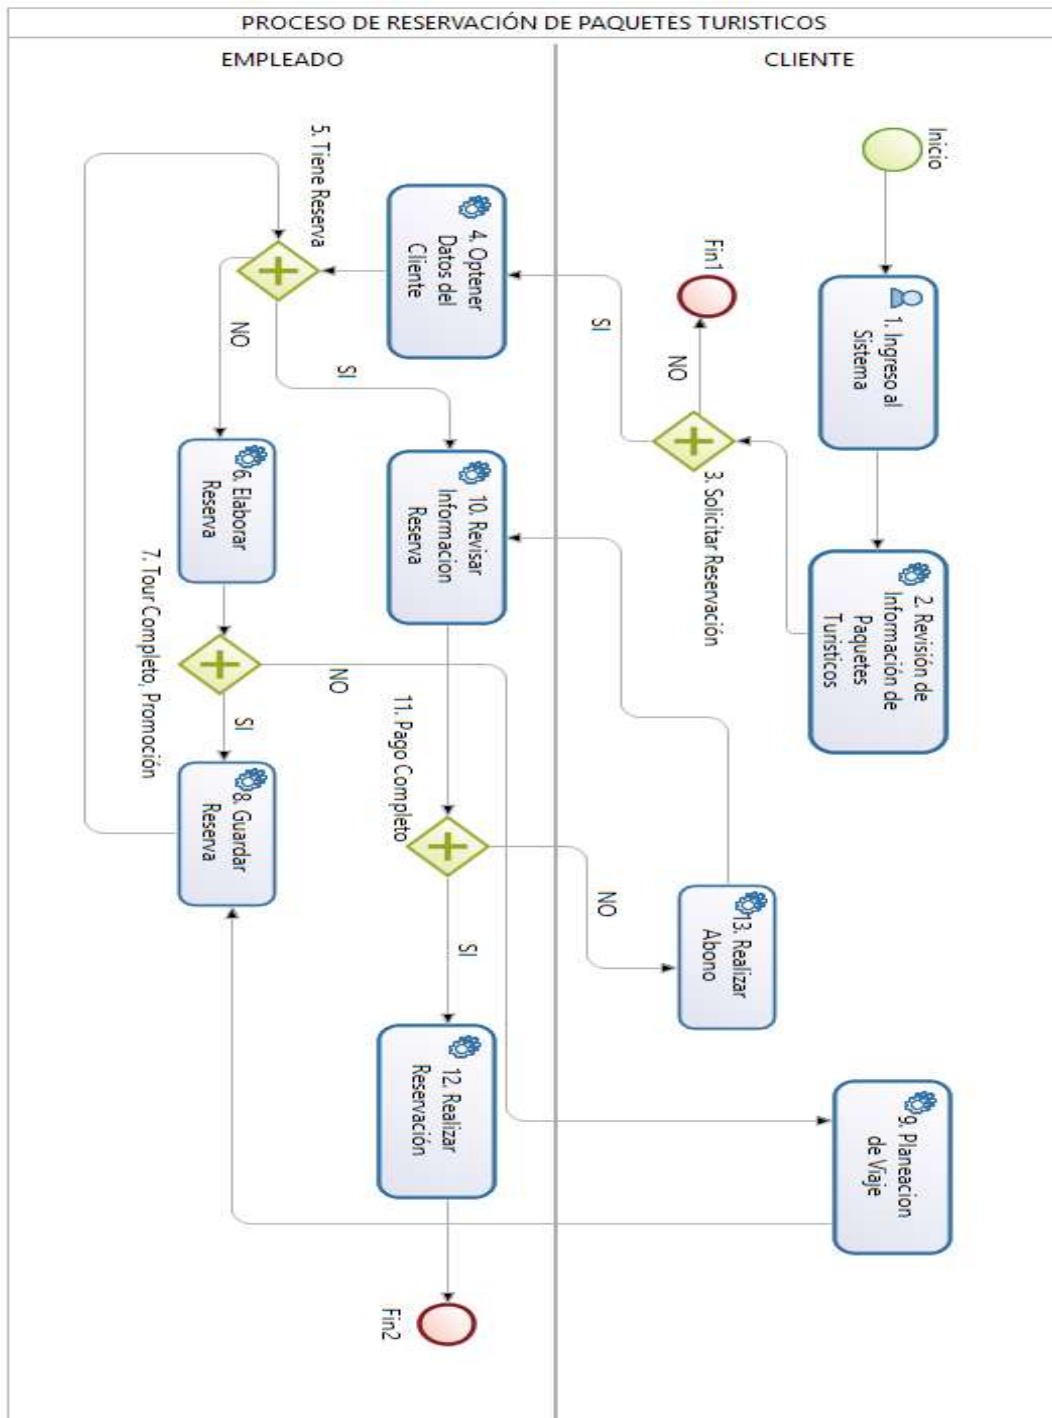 PROCESO DE RESERVACIÓN DE PAQUETES TURISTICOS
EMPLEADO
CLIENTE
Inicio
1. Ingreso al
Sistema
2. Revisión de
Información de
Paquetes
Turisticos
3. Solicitar Reservación
NO
Fin1
SI
4. Optener
Datos del
Cliente
5. Tiene Reserva
NO
SI
6. Elaborar
Reserva
7. Tour Completo, Promoción
SI
NO
8. Guardar
Reserva
9. Planeacion
de Viaje
10. Revisar
Informacion
Reserva
11. Pago Completo
NO
SI
12. Realizar
Reservación
13. Realizar
Abono
Fin2